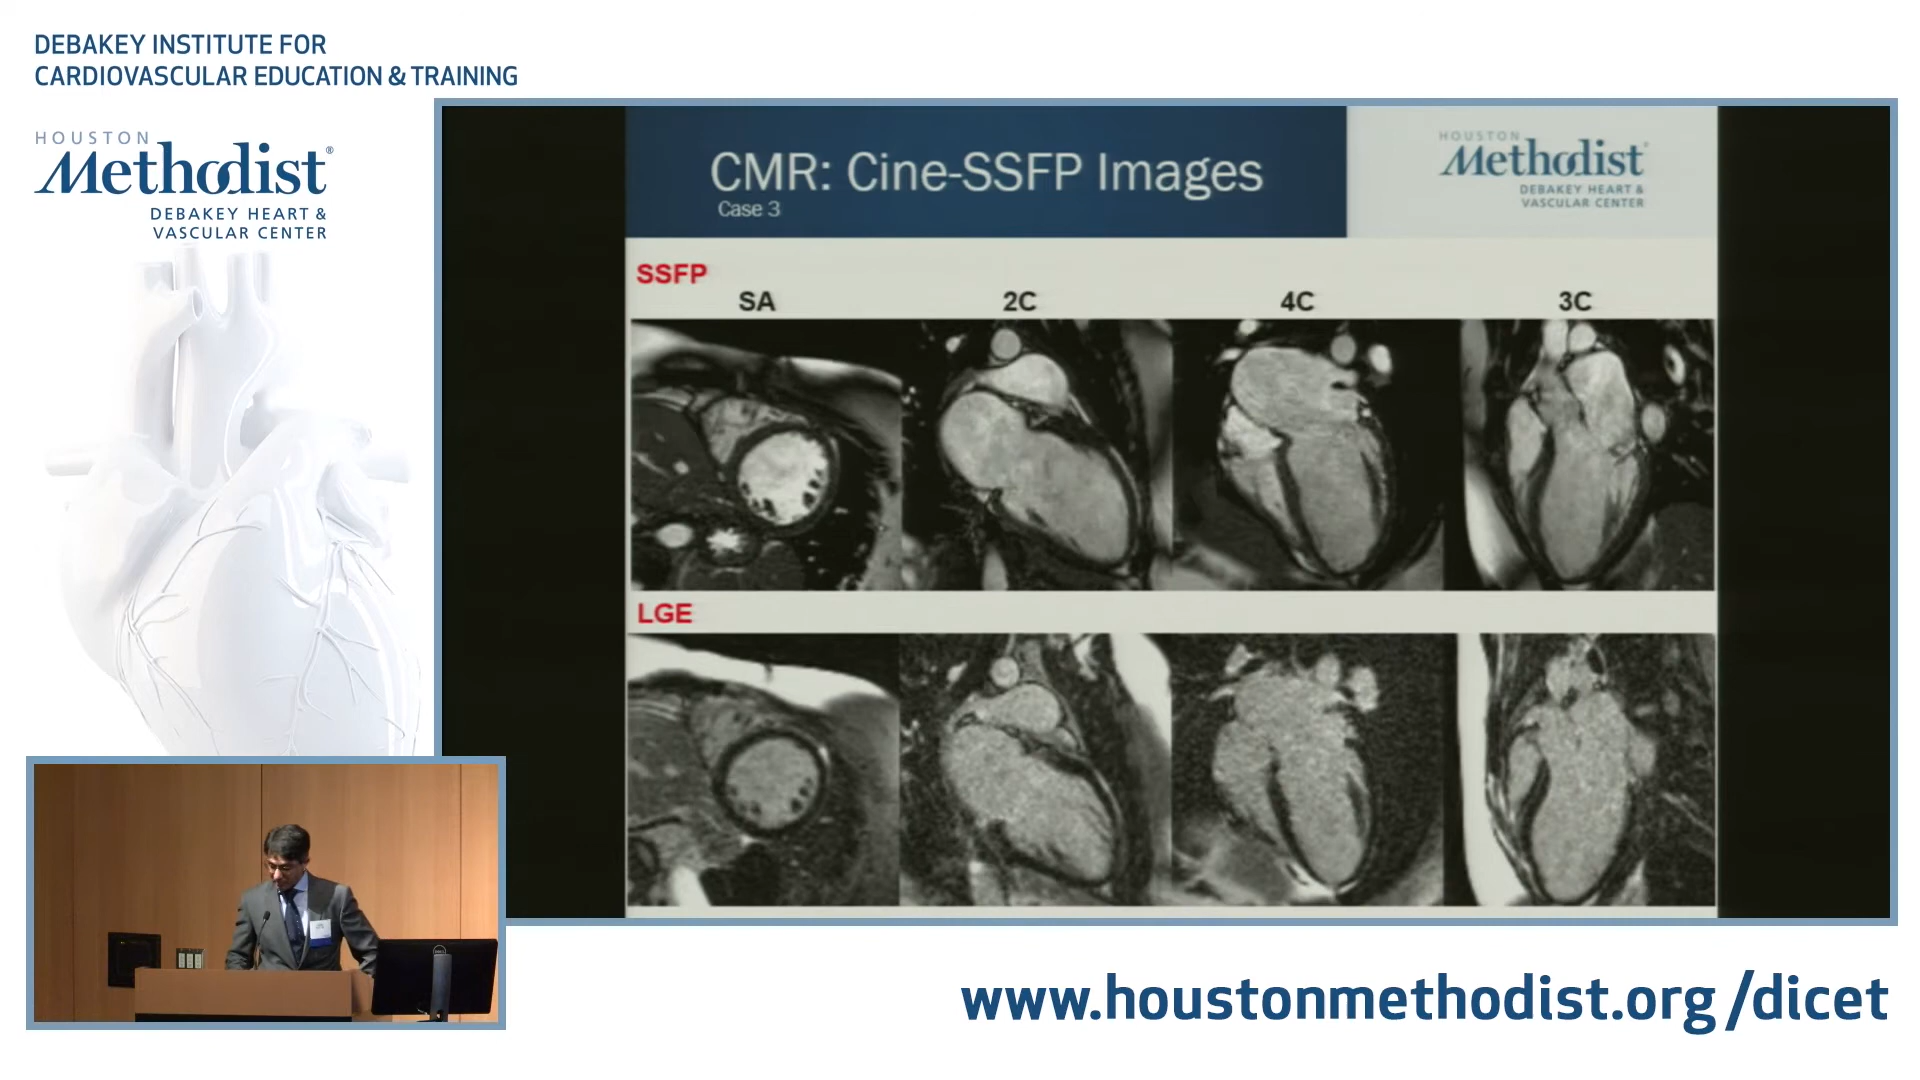 DEBAKEY INSTITUTE FOR
CARDIOVASCULAR EDUCATION & TRAINING
HOUSTON
Methodist®
DEBAKEY HEART &
VASCULAR CENTER
CMR: Cine-SSFP Images
Case 3
HOUSTON
Methodist
DEBAKEY HEART &
VASCULAR CENTER
SSFP
SA 2C 4C 3C
LGE
DELL
www.houstonmethodist.org/dicet